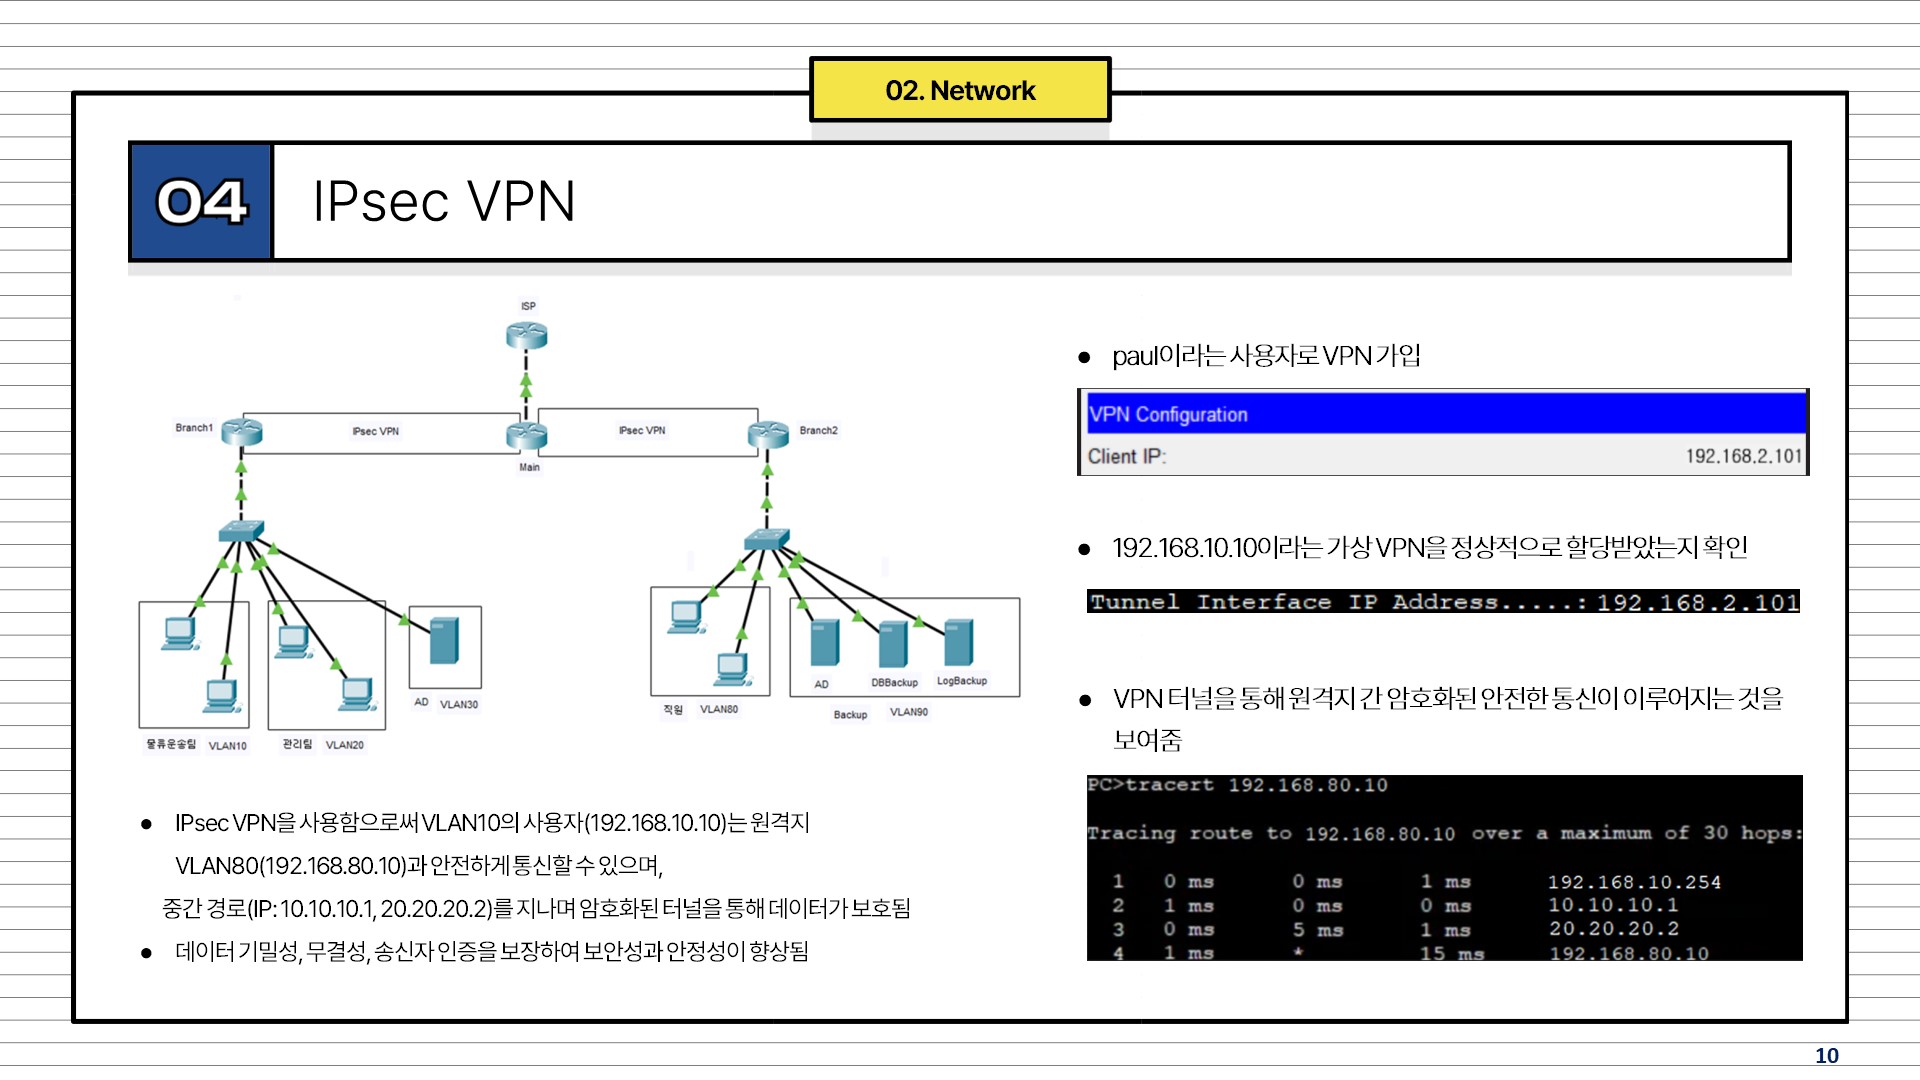 02. Network
04
IPsec VPN
ISP
Branch1
IPsec VPN
IPsec VPN
Branch2
Main
AD
VLAN30
물류운송팀
VLAN10
관리팀
VLAN20
AD
DBBackup
LogBackup
직원
VLAN80
Backup
VLAN90
● IPsec VPN을 사용함으로써 VLAN10의 사용자(192.168.10.10)는 원격지
VLAN80(192.168.80.10)과 안전하게 통신할 수 있으며,
중간 경로(IP: 10.10.10.1, 20.20.20.2)를 지나며 암호화된 터널을 통해 데이터가 보호됨
● 데이터 기밀성, 무결성, 송신자 인증을 보장하여 보안성과 안정성이 향상됨
● paul이라는 사용자로 VPN 가입
VPN Configuration
Client IP: 192.168.2.101
● 192.168.10.10이라는 가상 VPN을 정상적으로 할당받았는지 확인
Tunnel Interface IP Address.....: 192.168.2.101
● VPN 터널을 통해 원격지 간 암호화된 안전한 통신이 이루어지는 것을
보여줌
PC>tracert 192.168.80.10
Tracing route to 192.168.80.10 over a maximum of 30 hops:
1 0 ms 0 ms 1 ms 192.168.10.254
2 1 ms 0 ms 0 ms 10.10.10.1
3 0 ms 5 ms 1 ms 20.20.20.2
4 1 ms * 15 ms 192.168.80.10
10